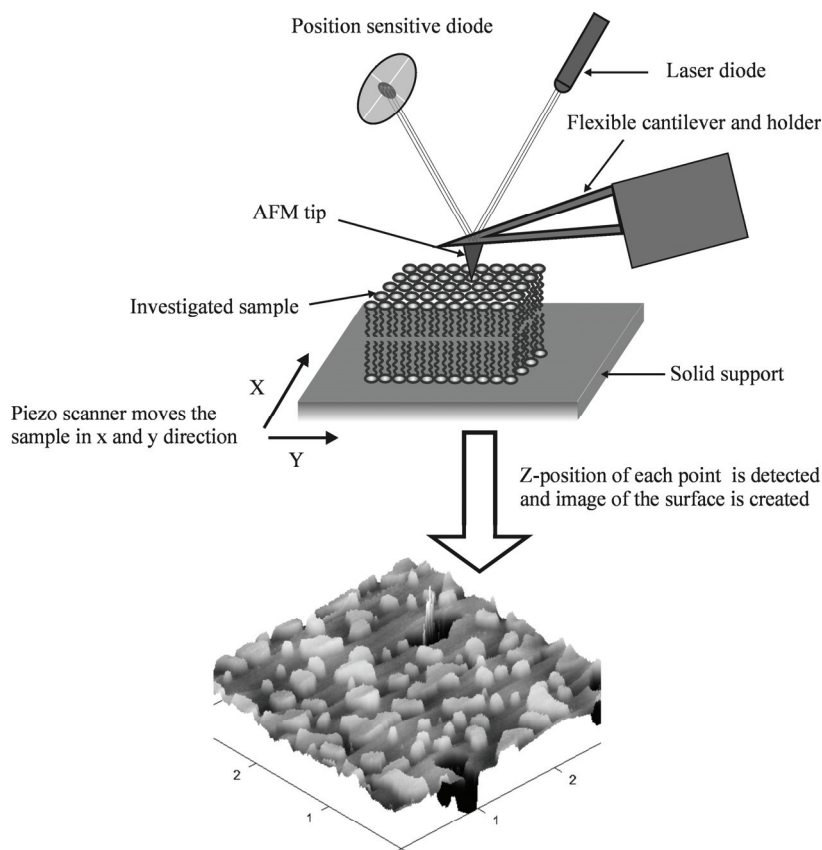 Position sensitive diode
Laser diode
Flexible cantilever and holder
AFM tip
Investigated sample
X
Solid support
Piezo scanner moves the
sample in x and y direction
Y
Z-position of each point is detected
and image of the surface is created
2
1
2
1